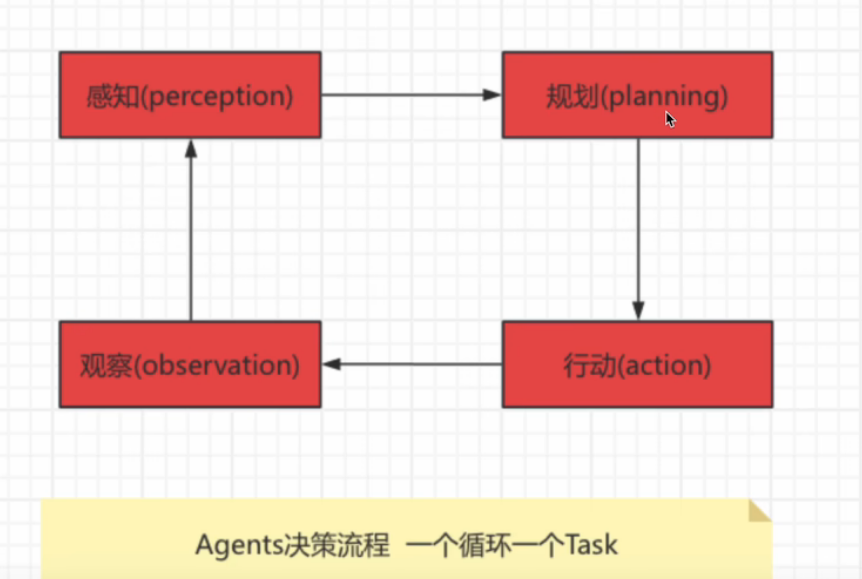 感知(perception)
规划(planning)
观察(observation)
行动(action)
Agents决策流程 一个循环一个Task